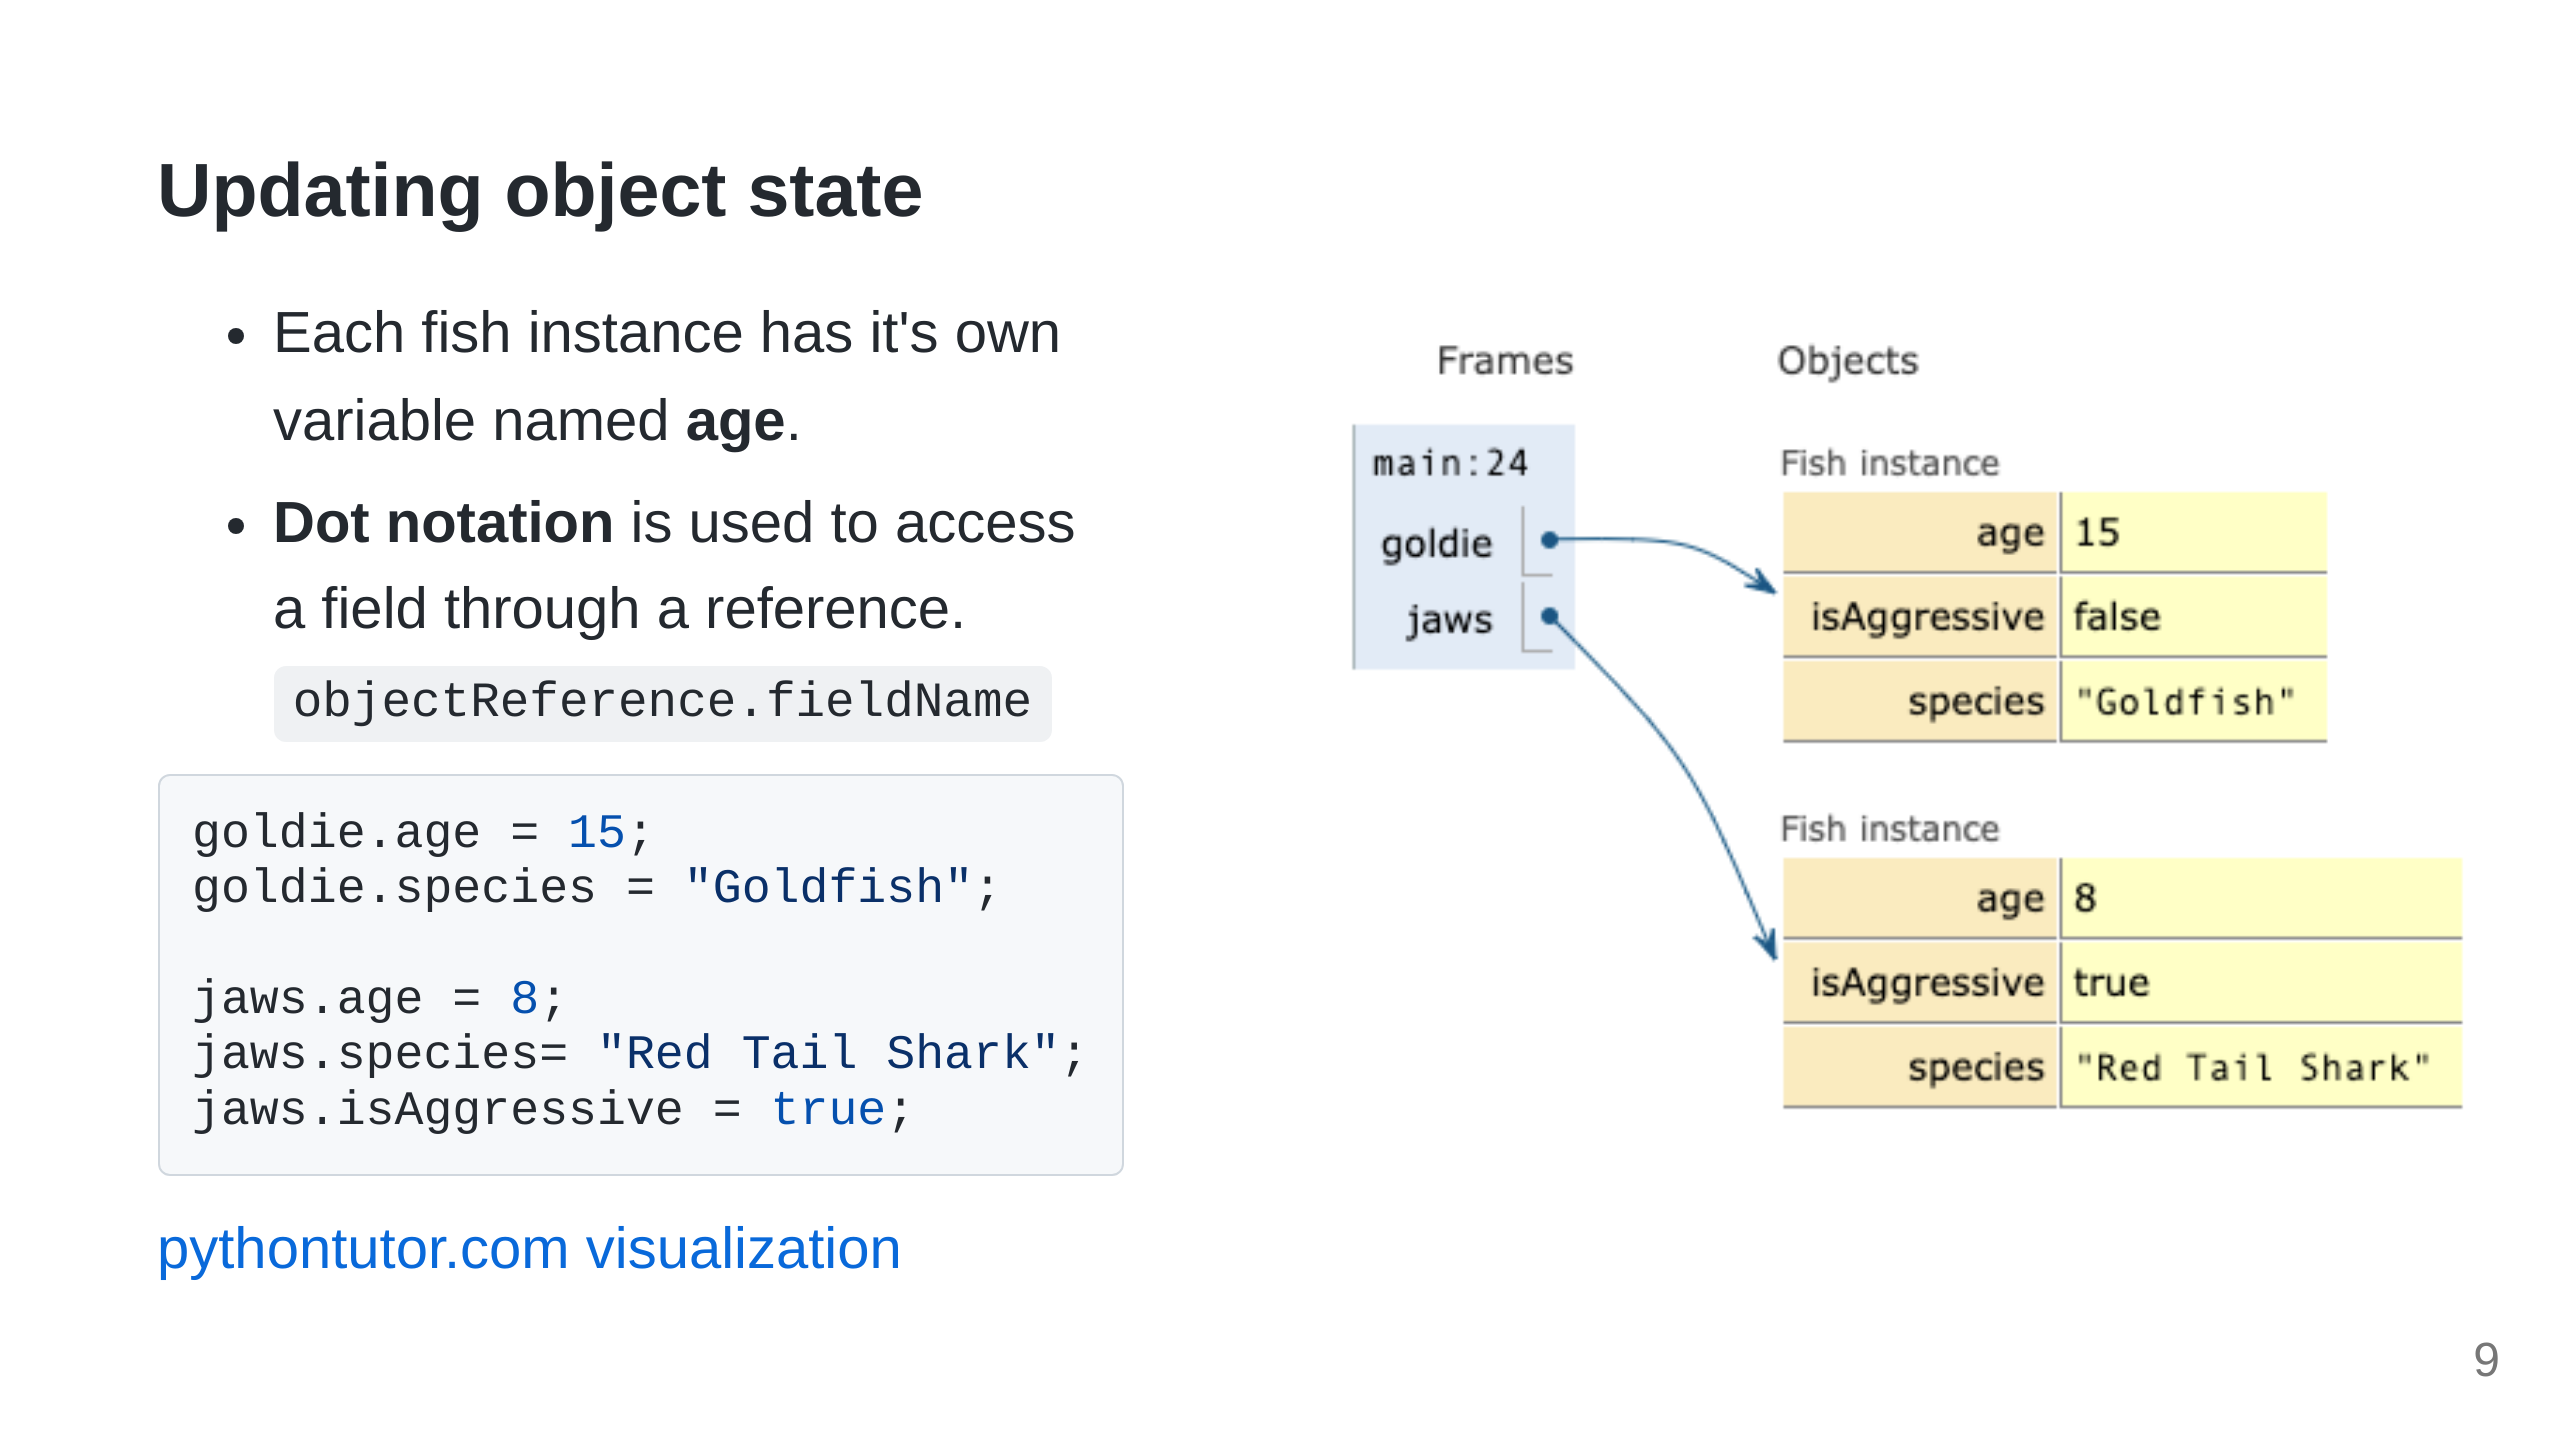 Updating object state
• Each fish instance has it's own
variable named age.
• Dot notation is used to access
a field through a reference.
objectReference.fieldName
goldie.age = 15;
goldie.species = "Goldfish";
jaws.age = 8;
jaws.species= "Red Tail Shark";
jaws.isAggressive = true;
pythontutor.com visualization
Frames
Objects
main:24
goldie
jaws
Fish instance
age 15
isAggressive false
species "Goldfish"
Fish instance
age 8
isAggressive true
species "Red Tail Shark"
9